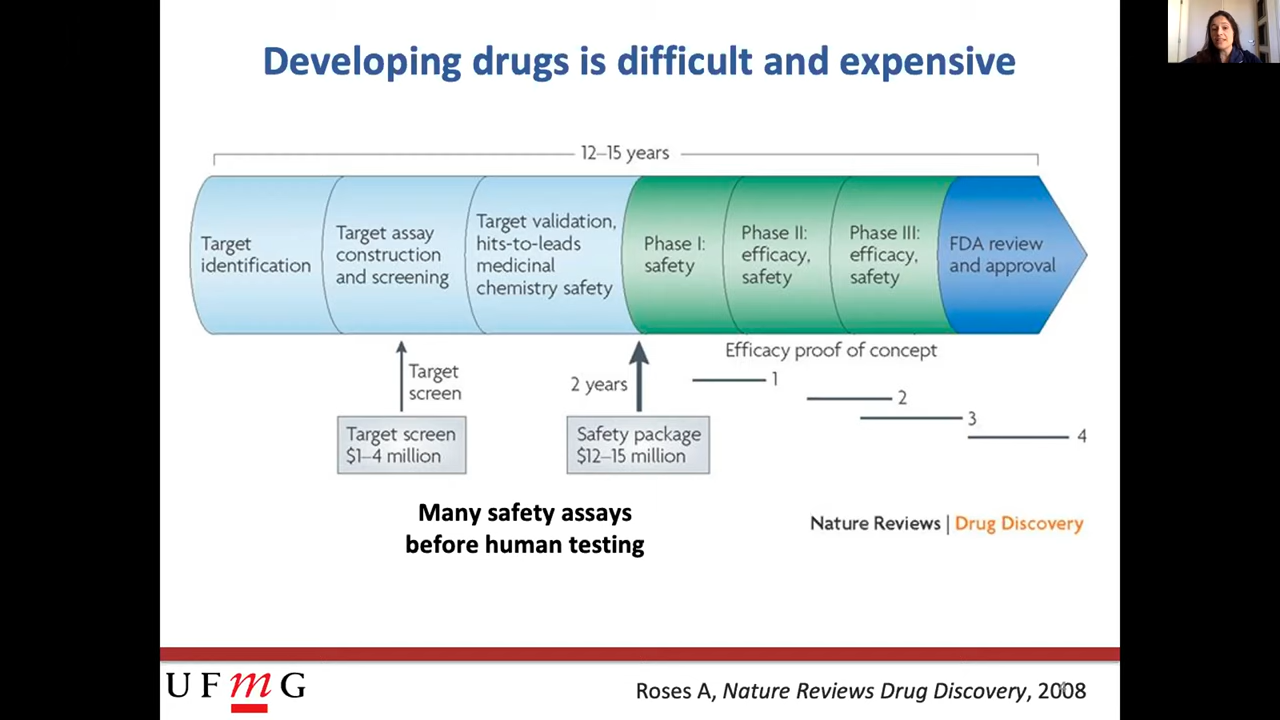 Developing drugs is difficult and expensive
12–15 years
Target
identification
Target assay
construction
and screening
Target validation,
hits-to-leads
medicinal
chemistry safety
Phase I:
safety
Phase II:
efficacy,
safety
Phase III:
efficacy,
safety
FDA review
and approval
Target
screen
2 years
Efficacy proof of concept
1
2
3
4
Target screen
$1–4 million
Safety package
$12–15 million
Many safety assays
before human testing
Nature Reviews | Drug Discovery
UFmG
Roses A, Nature Reviews Drug Discovery, 2008